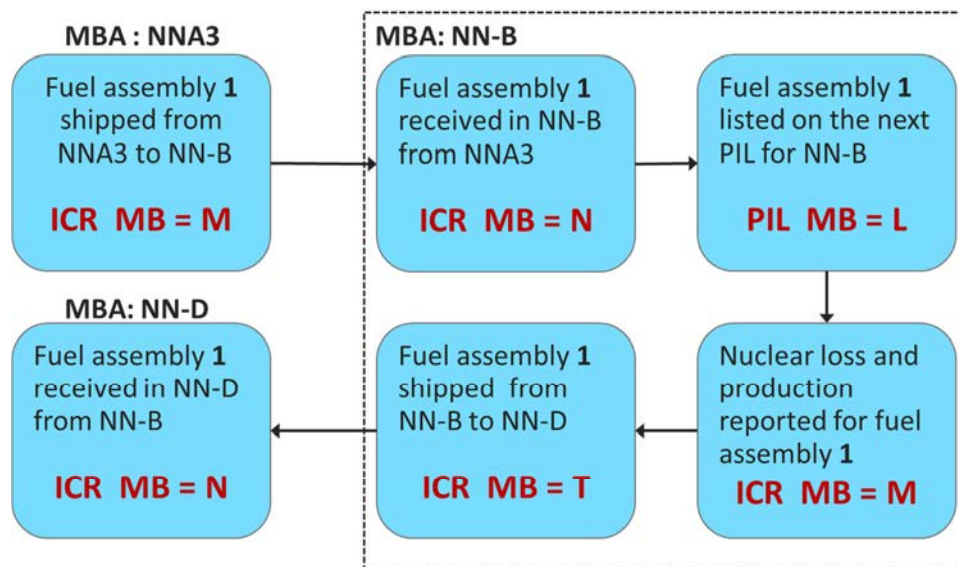 MBA : NNA3
Fuel assembly 1
shipped from
NNA3 to NN-B
ICR MB = M
MBA: NN-B
Fuel assembly 1
received in NN-B
from NNA3
ICR MB = N
Fuel assembly 1
listed on the next
PIL for NN-B
PIL MB = L
Nuclear loss and
production
reported for fuel
assembly 1
ICR MB = M
Fuel assembly 1
shipped from
NN-B to NN-D
ICR MB = T
MBA: NN-D
Fuel assembly 1
received in NN-D
from NN-B
ICR MB = N